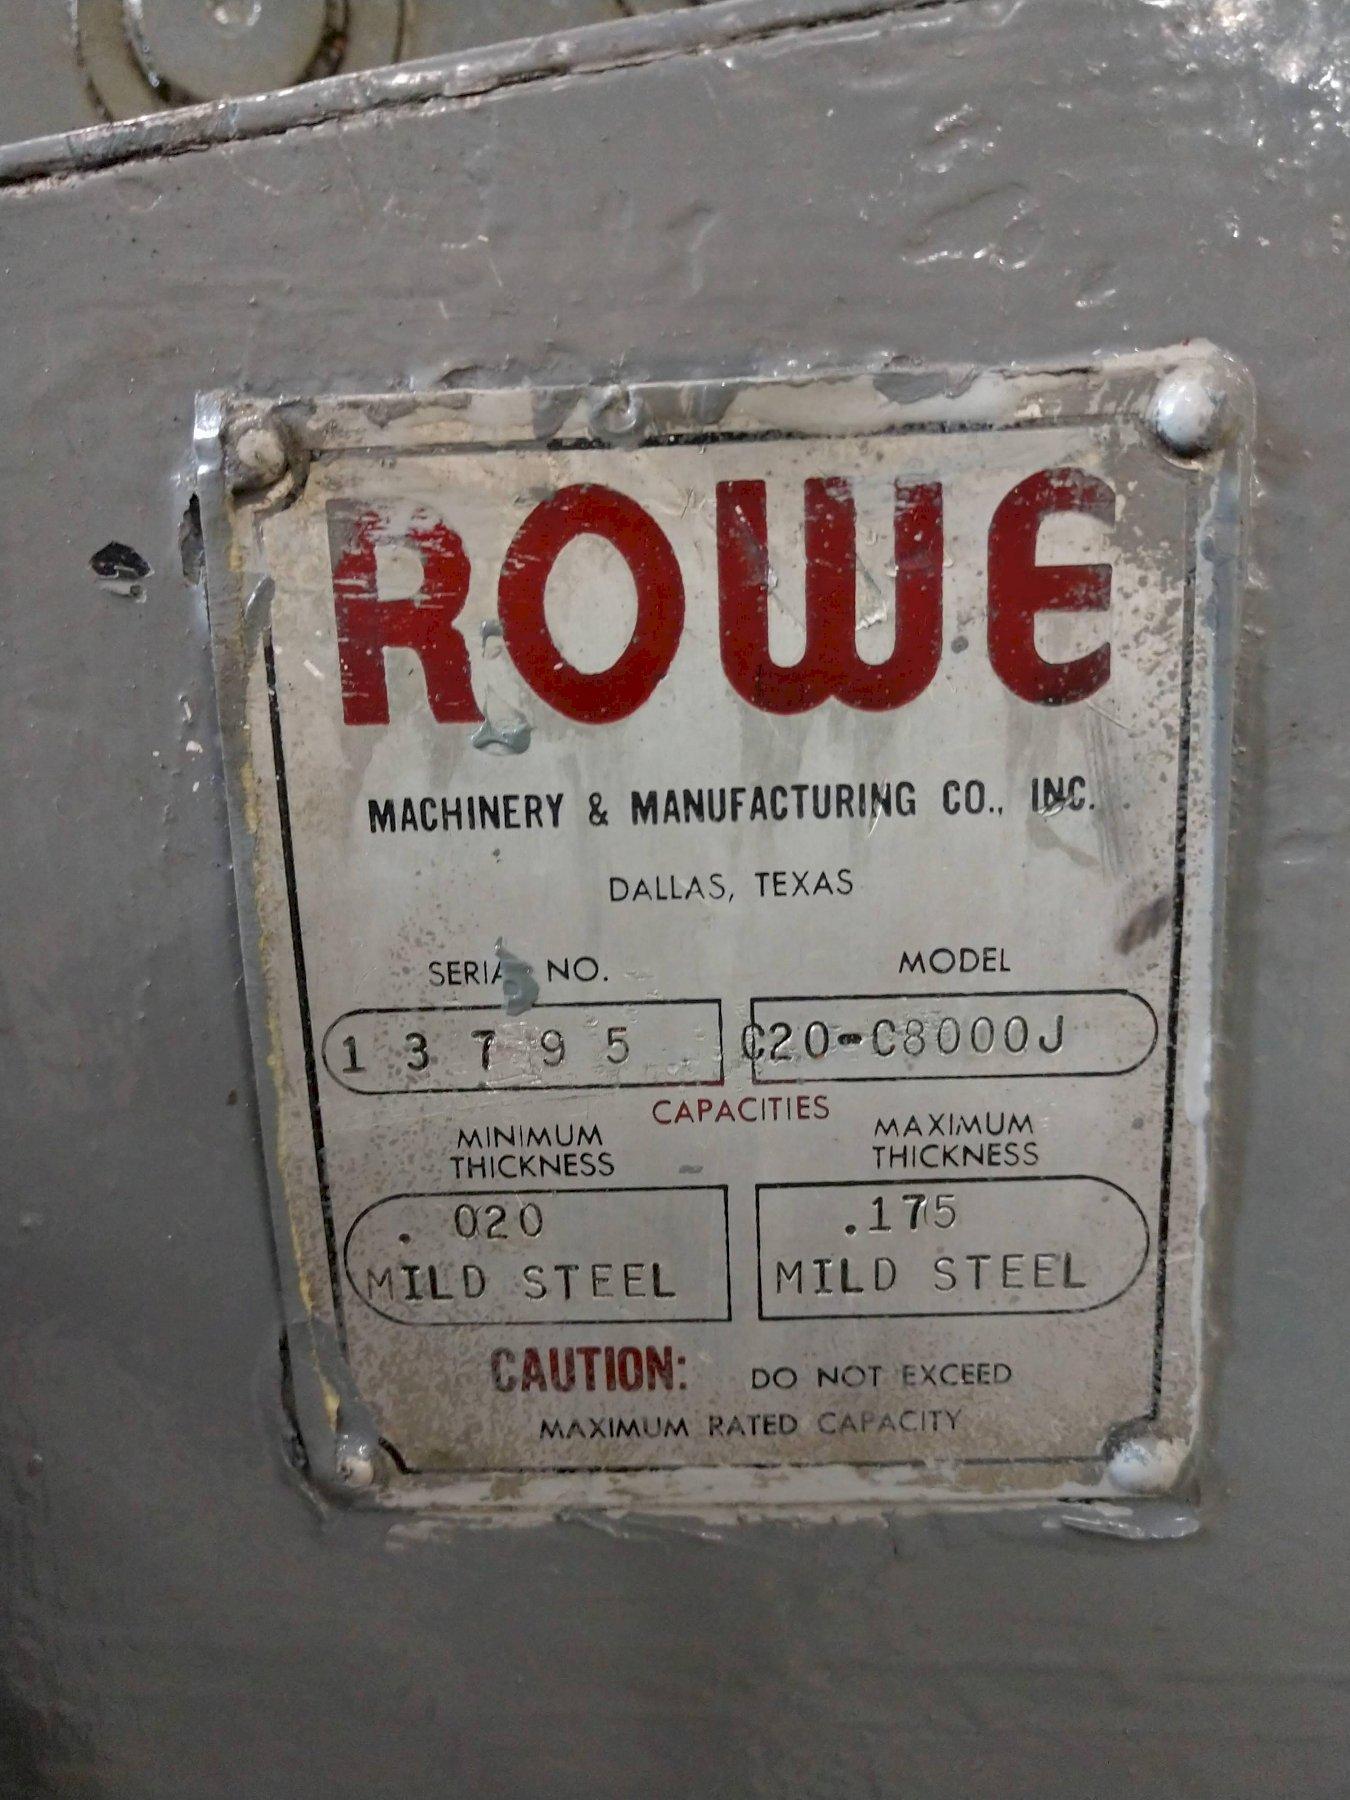 ROWE
MACHINERY & MANUFACTURING CO., INC.
DALLAS, TEXAS
SERIAL NO. MODEL
1 3 7 9 5 C20-C8000J
CAPACITIES
MINIMUM THICKNESS MAXIMUM THICKNESS
. 020 .175
MILD STEEL MILD STEEL
CAUTION: DO NOT EXCEED
MAXIMUM RATED CAPACITY